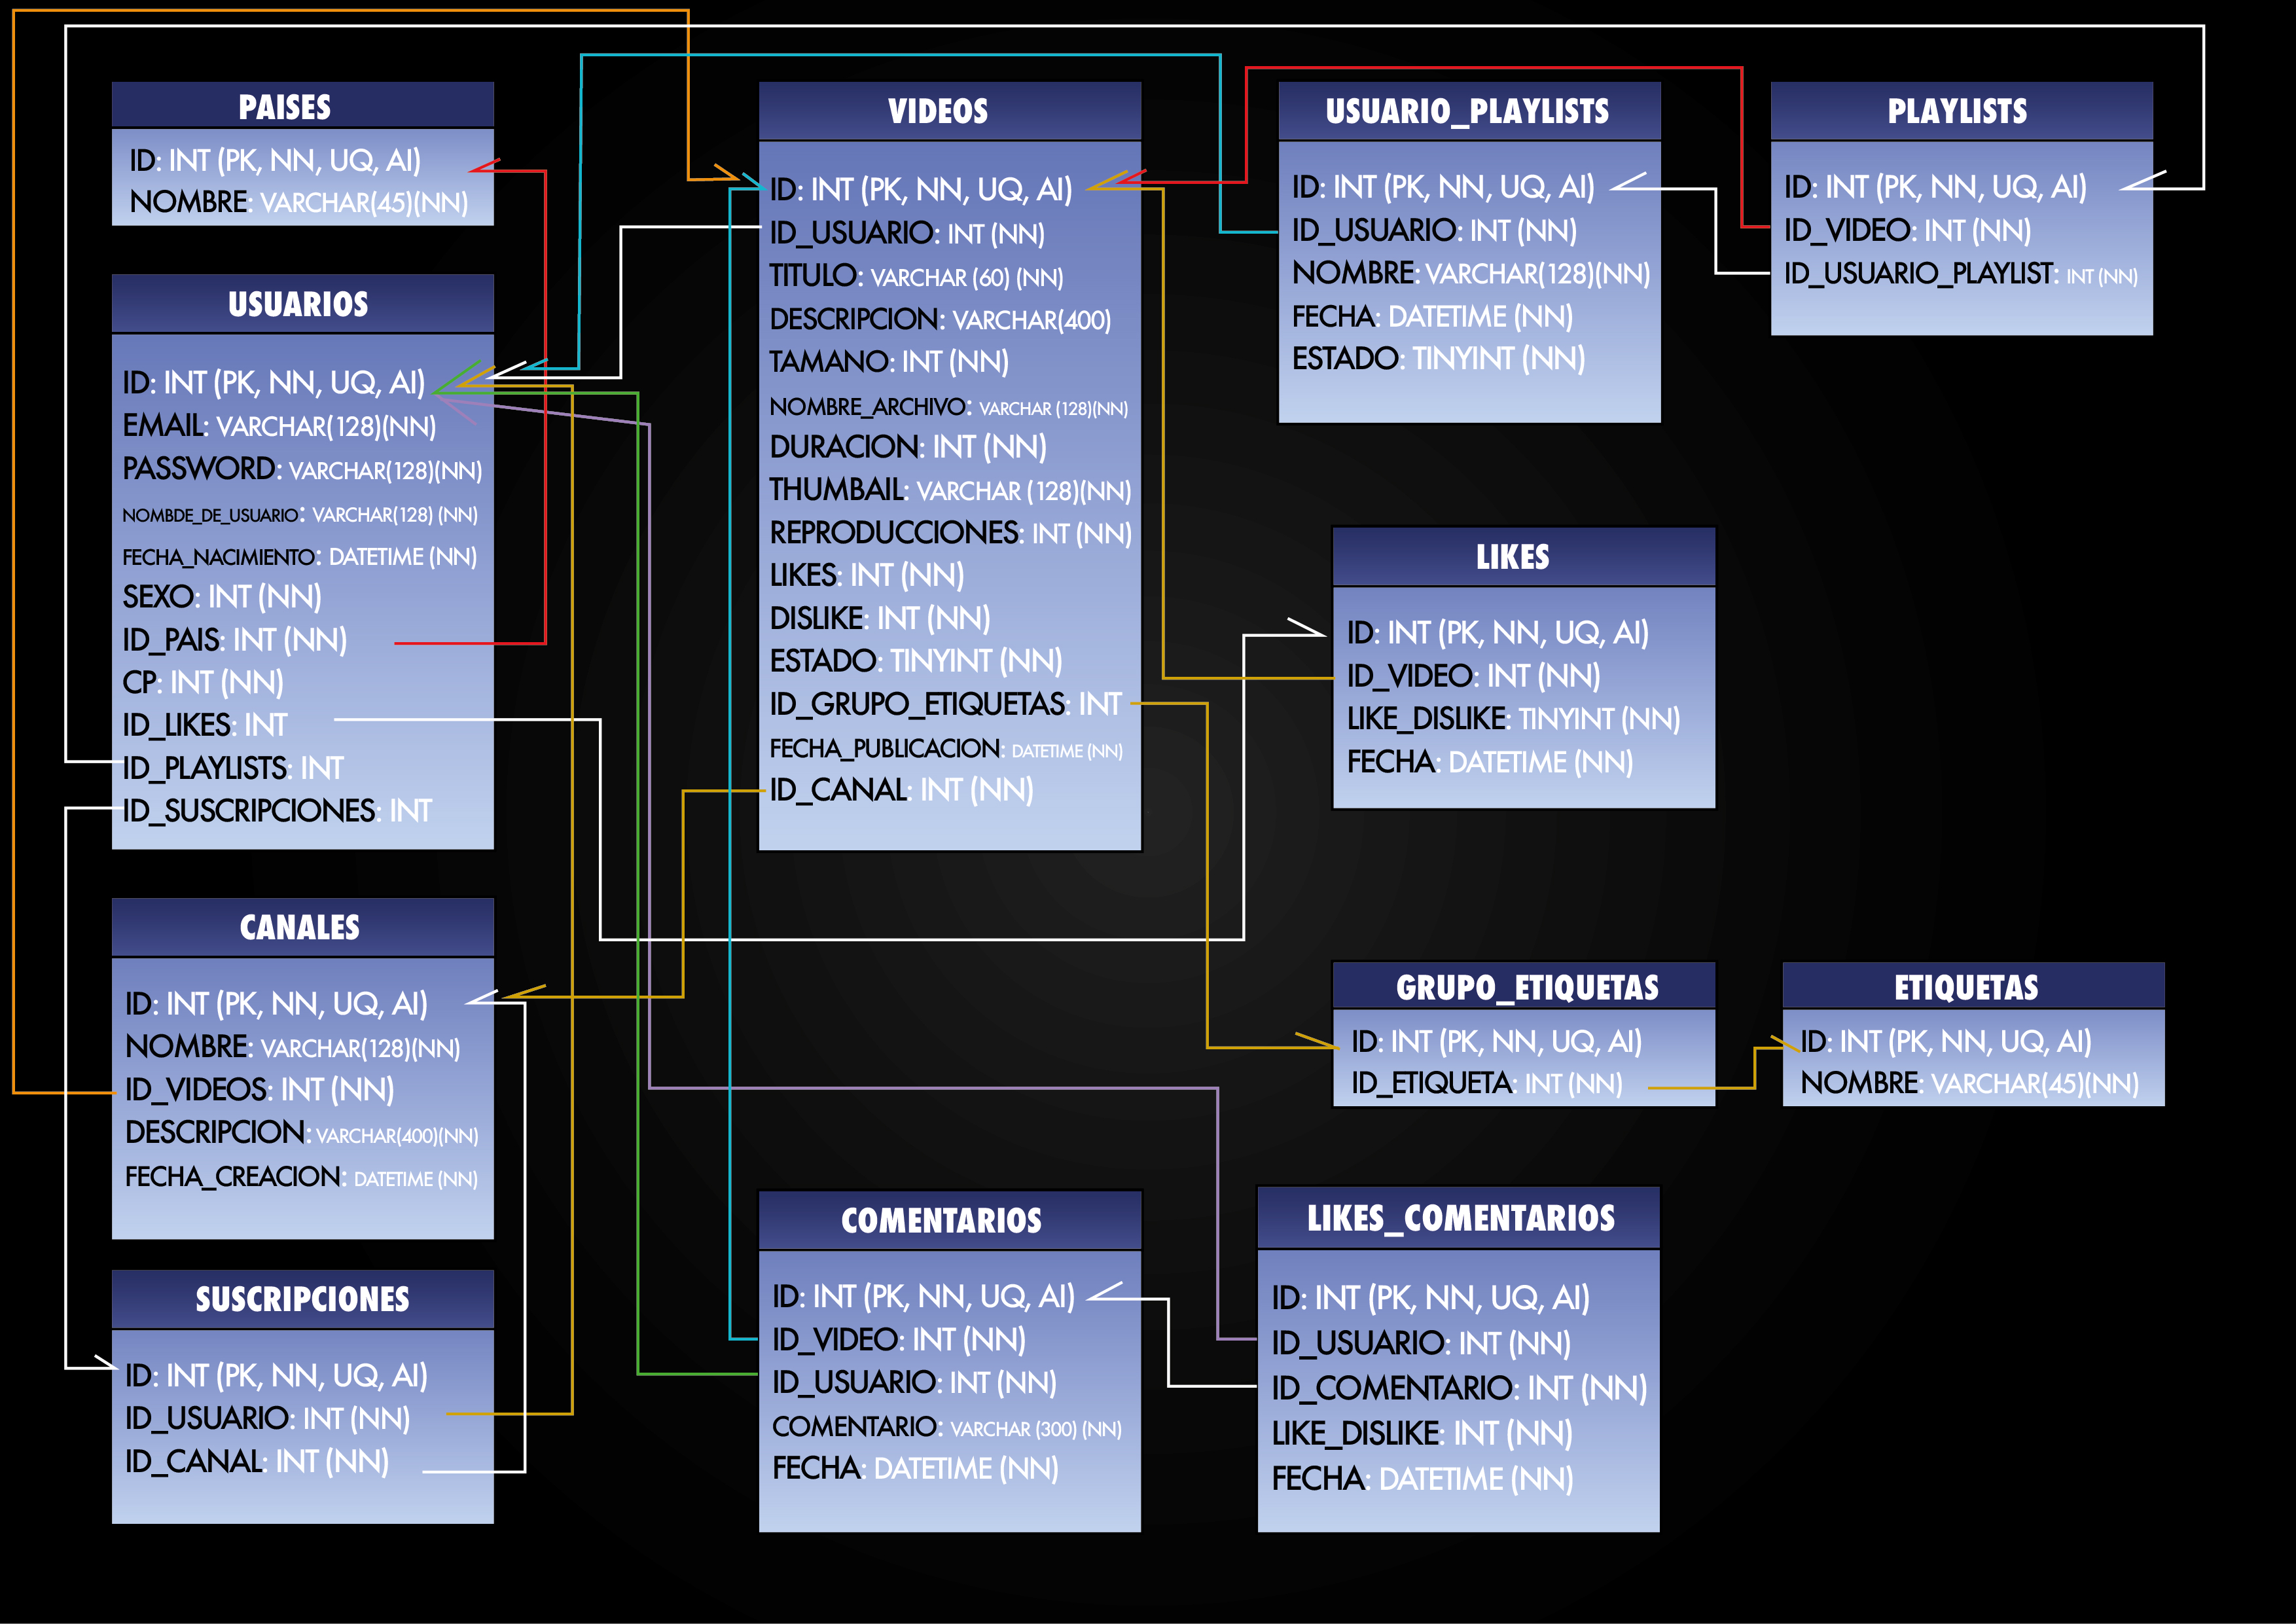 PAISES
ID: INT (PK, NN, UQ, AI)
NOMBRE: VARCHAR(45)(NN)
USUARIOS
ID: INT (PK, NN, UQ, AI)
EMAIL: VARCHAR(128)(NN)
PASSWORD: VARCHAR(128)(NN)
NOMBDE_DE_USUARIO: VARCHAR(128) (NN)
FECHA_NACIMIENTO: DATETIME (NN)
SEXO: INT (NN)
ID_PAIS: INT (NN)
CP: INT (NN)
ID_LIKES: INT
ID_PLAYLISTS: INT
ID_SUSCRIPCIONES: INT
CANALES
ID: INT (PK, NN, UQ, AI)
NOMBRE: VARCHAR(128)(NN)
ID_VIDEOS: INT (NN)
DESCRIPCION: VARCHAR(400)(NN)
FECHA_CREACION: DATETIME (NN)
SUSCRIPCIONES
ID: INT (PK, NN, UQ, AI)
ID_USUARIO: INT (NN)
ID_CANAL: INT (NN)
VIDEOS
ID: INT (PK, NN, UQ, AI)
ID_USUARIO: INT (NN)
TITULO: VARCHAR (60) (NN)
DESCRIPCION: VARCHAR(400)
TAMANO: INT (NN)
NOMBRE_ARCHIVO: VARCHAR (128)(NN)
DURACION: INT (NN)
THUMBAIL: VARCHAR (128)(NN)
REPRODUCCIONES: INT (NN)
LIKES: INT (NN)
DISLIKE: INT (NN)
ESTADO: TINYINT (NN)
ID_GRUPO_ETIQUETAS: INT
FECHA_PUBLICACION: DATETIME (NN)
ID_CANAL: INT (NN)
COMENTARIOS
ID: INT (PK, NN, UQ, AI)
ID_VIDEO: INT (NN)
ID_USUARIO: INT (NN)
COMENTARIO: VARCHAR (300) (NN)
FECHA: DATETIME (NN)
USUARIO_PLAYLISTS
ID: INT (PK, NN, UQ, AI)
ID_USUARIO: INT (NN)
NOMBRE: VARCHAR(128)(NN)
FECHA: DATETIME (NN)
ESTADO: TINYINT (NN)
PLAYLISTS
ID: INT (PK, NN, UQ, AI)
ID_VIDEO: INT (NN)
ID_USUARIO_PLAYLIST: INT (NN)
LIKES
ID: INT (PK, NN, UQ, AI)
ID_VIDEO: INT (NN)
LIKE_DISLIKE: TINYINT (NN)
FECHA: DATETIME (NN)
GRUPO_ETIQUETAS
ID: INT (PK, NN, UQ, AI)
ID_ETIQUETA: INT (NN)
ETIQUETAS
ID: INT (PK, NN, UQ, AI)
NOMBRE: VARCHAR(45)(NN)
LIKES_COMENTARIOS
ID: INT (PK, NN, UQ, AI)
ID_USUARIO: INT (NN)
ID_COMENTARIO: INT (NN)
LIKE_DISLIKE: INT (NN)
FECHA: DATETIME (NN)